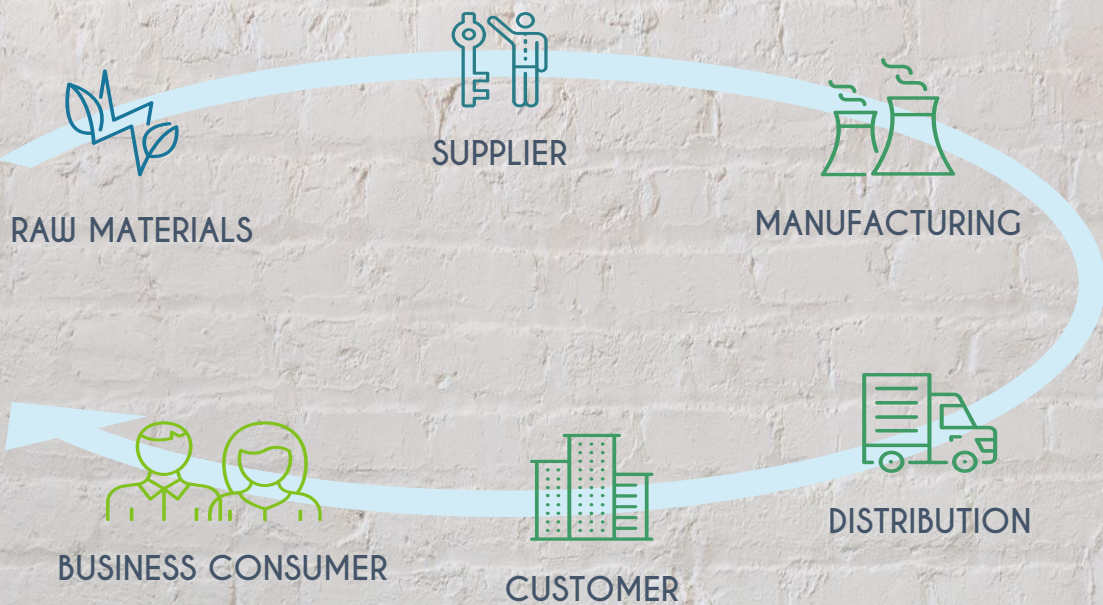 RAW MATERIALS
SUPPLIER
MANUFACTURING
DISTRIBUTION
CUSTOMER
BUSINESS CONSUMER